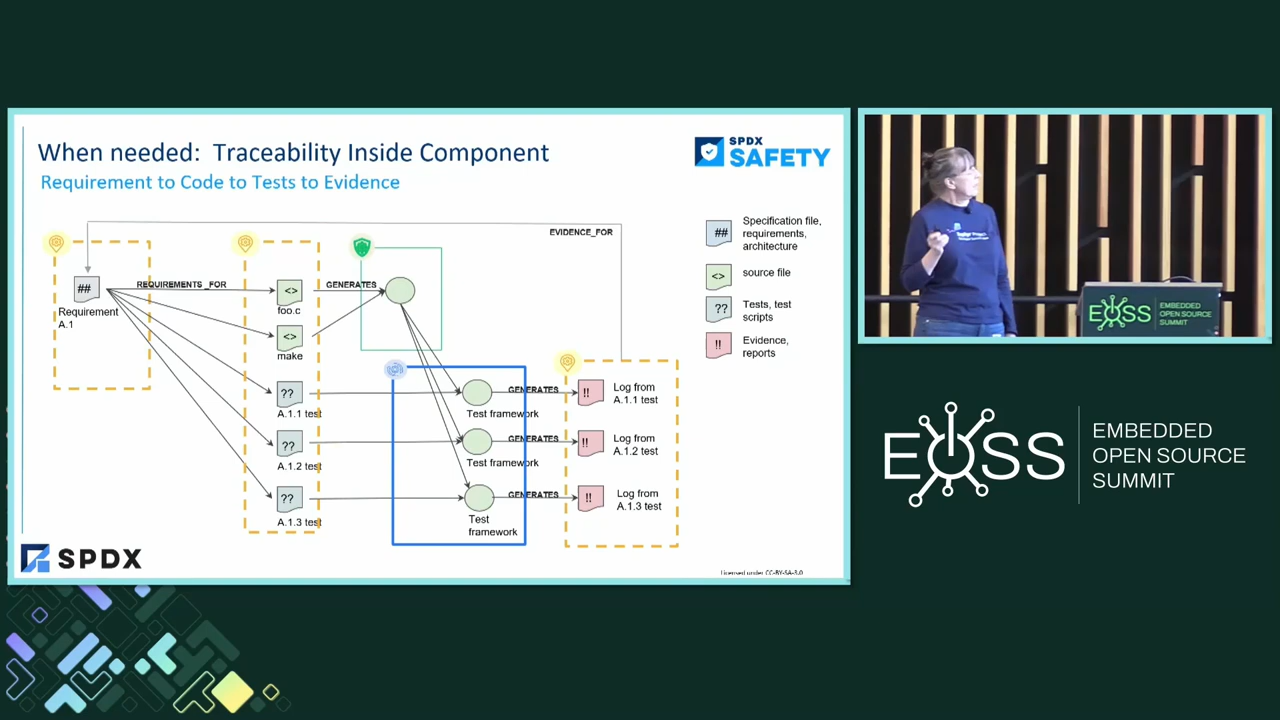 When needed:  Traceability Inside Component
Requirement to Code to Tests to Evidence
SPDX
SAFETY
EVIDENCE_FOR
##
Requirement
A.1
REQUIREMENTS _FOR
<>
foo.c
<>
make
GENERATES
??
A.1.1 test
??
A.1.2 test
??
A.1.3 test
Test framework
Test framework
Test
framework
GENERATES
GENERATES
GENERATES
!!
Log from
A.1.1 test
!!
Log from
A.1.2 test
!!
Log from
A.1.3 test
##
Specification file,
requirements,
architecture
<>
source file
??
Tests, test
scripts
!!
Evidence,
reports
SPDX
Licensed under CC-BY-SA-3.0
EOSS
EMBEDDED
OPEN SOURCE
SUMMIT
EOSS
EMBEDDED
OPEN SOURCE
SUMMIT